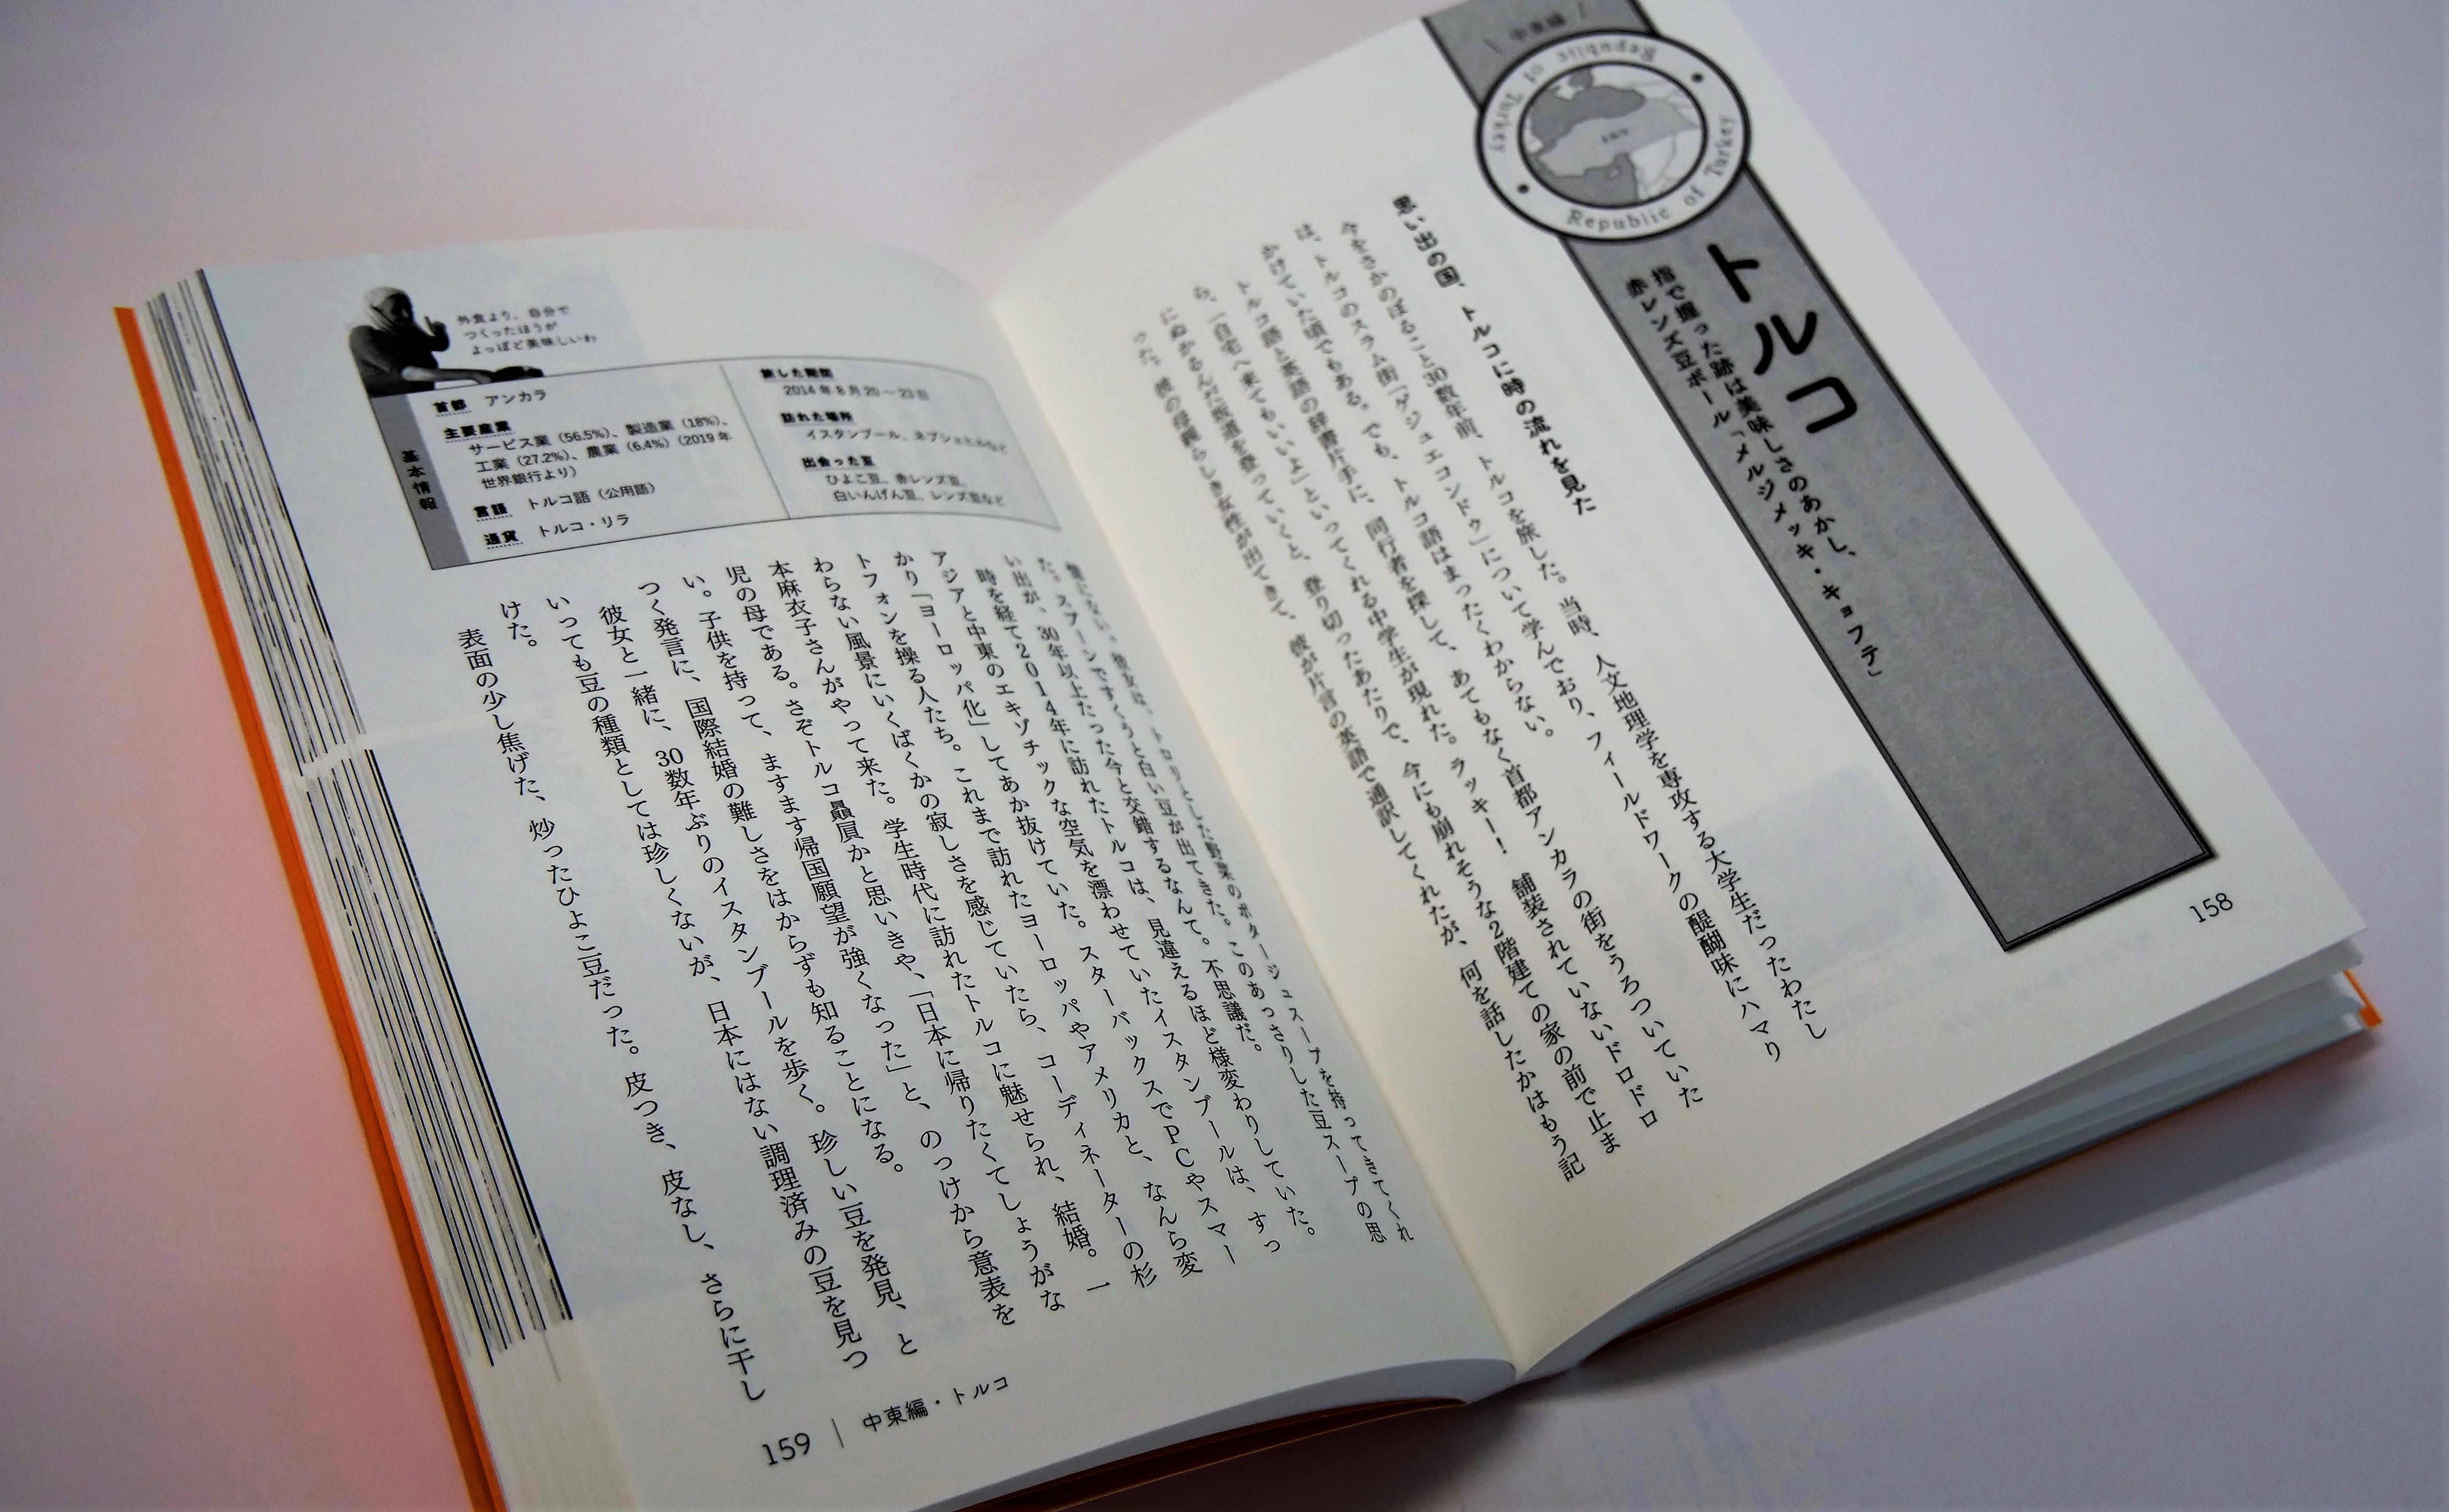 中東編
Republic of Turkey
Republic of Turkey
トルコ
指で握った跡は美味しさのあかし、
赤レンズ豆ボール「メルジメッキ・キョフテ」
思い出の国、トルコに時の流れを見た
今をさかのぼること30数年前、トルコを旅した。当時、人文地理学を専攻する大学生だったわたし
は、トルコのスラム街「ゲジュエコンドゥ」について学んでおり、フィールドワークの醍醐味にハマり
かけていた頃でもある。でも、トルコ語はまったくわからない。
トルコ語と英語の辞書片手に、同行者を探して、あてもなく首都アンカラの街をうろついていた
ら、「自宅へ来てもいいよ」といってくれる中学生が現れた。ラッキー！ 舗装されていないドロドロ
にぬかるんだ坂道を登っていくと、登り切ったあたりで、今にも崩れそうな2階建ての家の前で止ま
った。彼の母親らしき女性が出てきて、彼が片言の英語で通訳してくれたが、何を話したかはもう記
158
憶にない。彼女は、トロリとした野菜のポタージュスープを持ってきてくれ
た。スプーンですくうと白い豆が出てきた。このあっさりした豆スープの思
い出が、30年以上たった今と交錯するなんて。不思議だ。
時を経て2014年に訪れたトルコは、見違えるほど様変わりしていた。
アジアと中東のエキゾチックな空気を漂わせていたイスタンブールは、すっ
かり「ヨーロッパ化」してあか抜けていた。スターバックスでPCやスマー
トフォンを操る人たち。これまで訪れたヨーロッパやアメリカと、なんら変
わらない風景にいくばくかの寂しさを感じていたら、コーディネーターの杉
本麻衣子さんがやって来た。学生時代に訪れたトルコに魅せられ、結婚。一
児の母である。さぞトルコ贔屓かと思いきや、「日本に帰りたくてしょうがな
い。子供を持って、ますます帰国願望が強くなった」と、のっけから意表を
つく発言に、国際結婚の難しさをはからずも知ることになる。
彼女と一緒に、30数年ぶりのイスタンブールを歩く。珍しい豆を発見、と
いっても豆の種類としては珍しくないが、日本にはない調理済みの豆を見つ
けた。
表面の少し焦げた、炒ったひよこ豆だった。皮つき、皮なし、さらに干し
外食より、自分で
つくったほうが
よっぽど美味しいわ
基本情報
首都 アンカラ
主要産業
サービス業（56.5%）、製造業（18%）、
工業（27.2%）、農業（6.4%）（2019年
世界銀行より）
言語 トルコ語（公用語）
通貨 トルコ・リラ
旅した期間
2014年8月20〜23日
訪れた場所
イスタンブール、ネブシェヒルなど
出会った豆
ひよこ豆、赤レンズ豆、
白いんげん豆、レンズ豆など
159 | 中東編・トルコ